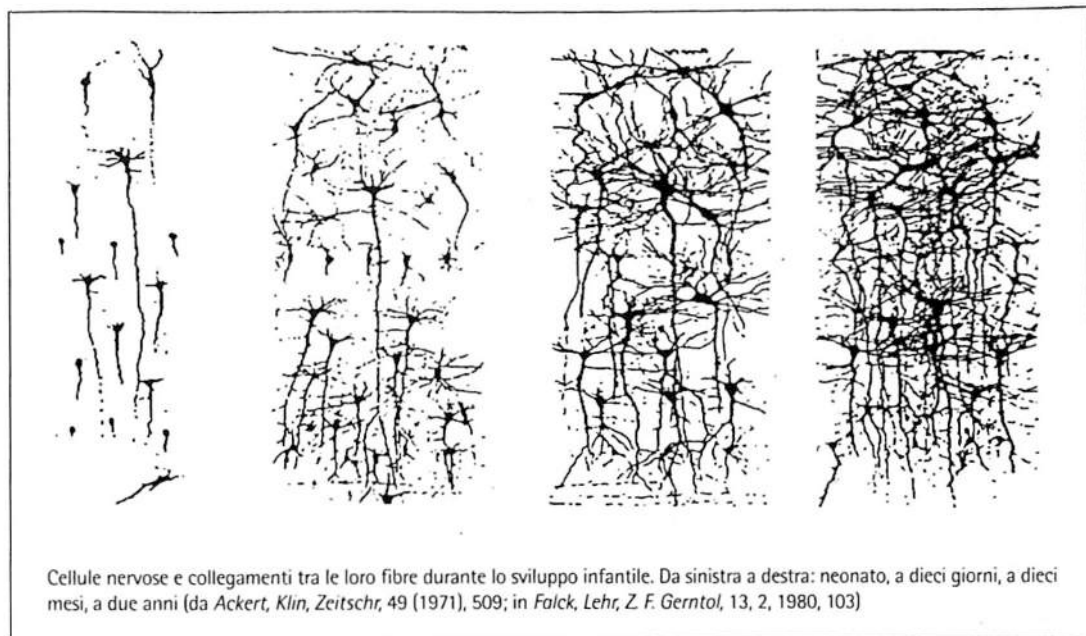 Cellule nervose e collegamenti tra le loro fibre durante lo sviluppo infantile. Da sinistra a destra: neonato, a dieci giorni, a dieci
mesi, a due anni (da Ackert, Klin, Zeitschr, 49 (1971), 509; in Falck, Lehr, Z. F. Gerntol, 13, 2, 1980, 103)